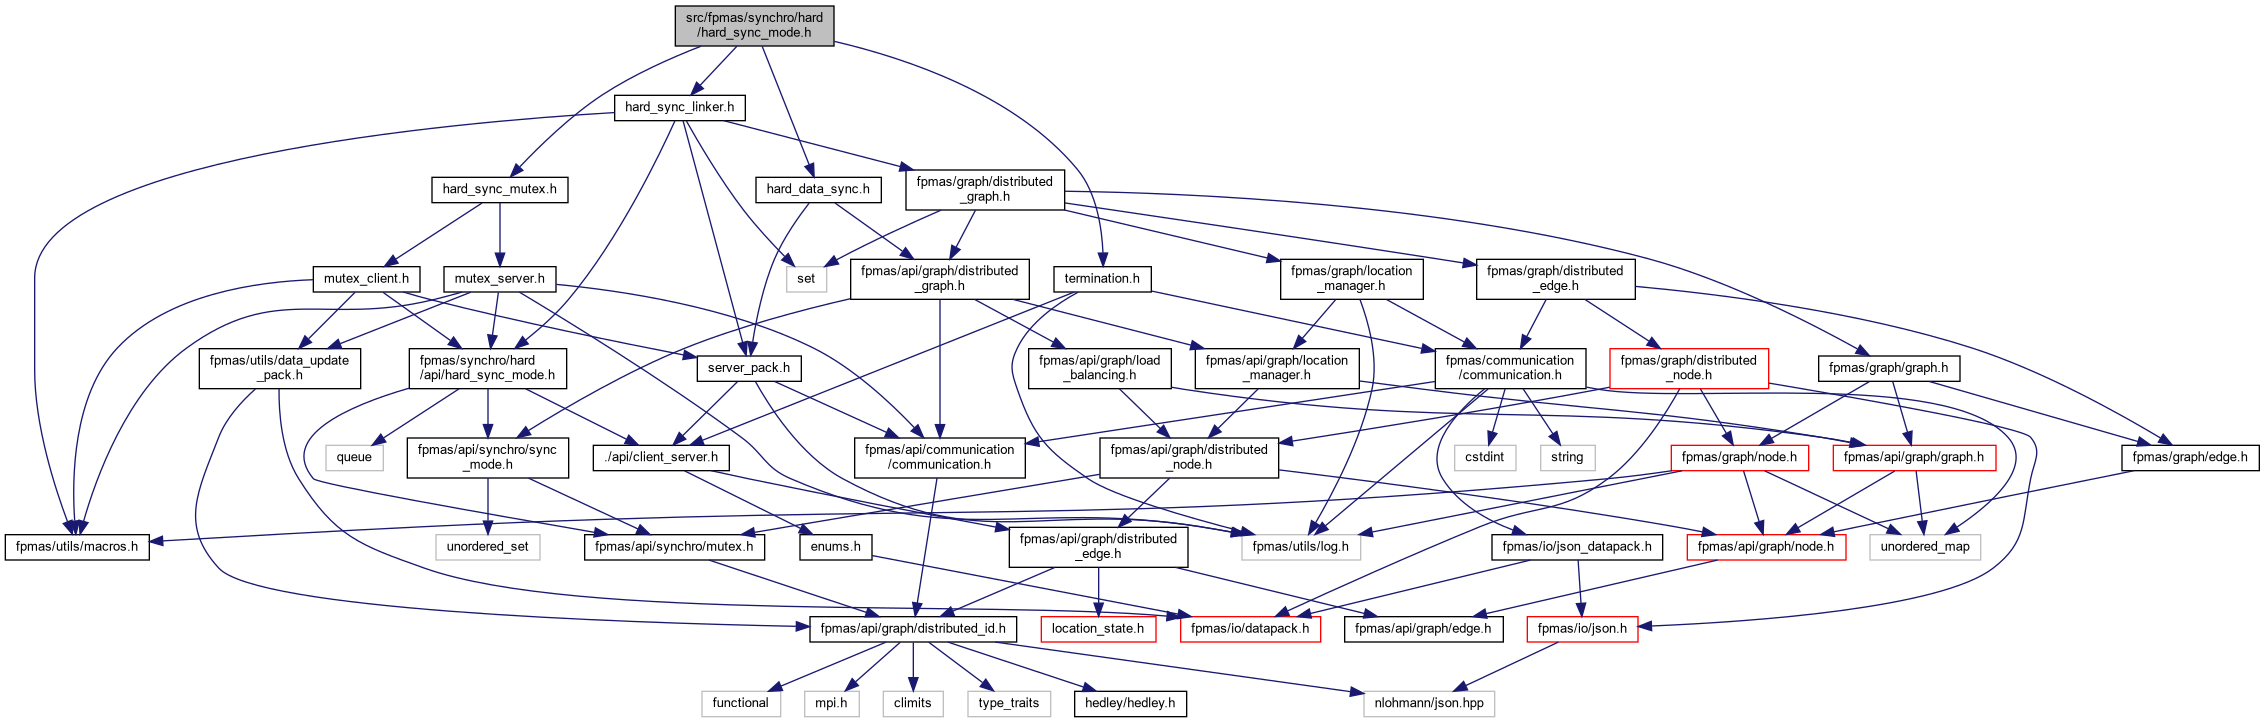 src/fpmas/synchro/hard
/hard_sync_mode.h
hard_sync_linker.h
hard_sync_mutex.h
hard_data_sync.h
fpmas/graph/distributed
_graph.h
mutex_client.h
mutex_server.h
set
fpmas/api/graph/distributed
_graph.h
termination.h
fpmas/graph/location
_manager.h
fpmas/graph/distributed
_edge.h
fpmas/utils/data_update
_pack.h
fpmas/synchro/hard
/api/hard_sync_mode.h
server_pack.h
fpmas/api/graph/load
_balancing.h
fpmas/api/graph/location
_manager.h
fpmas/communication
/communication.h
fpmas/graph/distributed
_node.h
fpmas/graph/graph.h
queue
fpmas/api/synchro/sync
_mode.h
./api/client_server.h
fpmas/api/communication
/communication.h
fpmas/api/graph/distributed
_node.h
cstdint
string
fpmas/graph/node.h
fpmas/api/graph/graph.h
fpmas/graph/edge.h
fpmas/utils/macros.h
unordered_set
fpmas/api/synchro/mutex.h
enums.h
fpmas/api/graph/distributed
_edge.h
fpmas/utils/log.h
fpmas/io/json_datapack.h
fpmas/api/graph/node.h
unordered_map
fpmas/api/graph/distributed_id.h
location_state.h
fpmas/io/datapack.h
fpmas/api/graph/edge.h
fpmas/io/json.h
functional
mpi.h
climits
type_traits
hedley/hedley.h
nlohmann/json.hpp